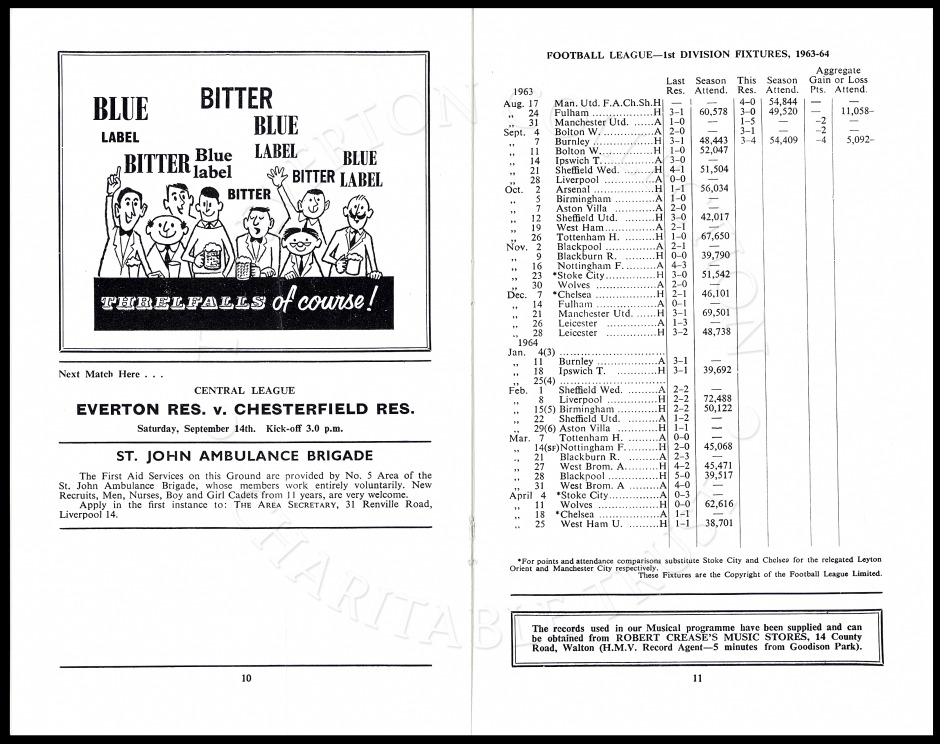 BLUE
LABEL
BITTER
BLUE
LABEL
BITTER
Blue
label
BITTER
BITTER
BLUE
LABEL
THRELFALLS of course!
Next Match Here . . .
CENTRAL LEAGUE
EVERTON RES. v. CHESTERFIELD RES.
Saturday, September 14th. Kick-off 3.0 p.m.
ST. JOHN AMBULANCE BRIGADE
The First Aid Services on this Ground are provided by No. 5 Area of the
St. John Ambulance Brigade, whose members work entirely voluntarily. New
Recruits, Men, Nurses, Boy and Girl Cadets from 11 years, are very welcome.
Apply in the first instance to: THE AREA SECRETARY, 31 Renville Road,
Liverpool 14.
10
FOOTBALL LEAGUE—1st DIVISION FIXTURES, 1963-64
Aggregate
Last Season This Season Gain or Loss
1963 Res. Attend. Res. Attend. Pts. Attend.
Aug. 17 Man. Utd. F.A.Ch.Sh.H — — 4–0 54,844 — —
„ 24 Fulham ...............H 3–1 60,578 3–0 49,520 — 11,058–
„ 31 Manchester Utd. ......A 1–0 — 1–5 –2 —
Sept. 4 Bolton W. ...............A 2–0 — 3–1 –2 —
„ 7 Burnley ...............H 3–1 48,443 3–4 54,409 –4 5,092–
„ 11 Bolton W. ...............H 1–0 52,047
„ 14 Ipswich T. ...............A 3–0 —
„ 21 Sheffield Wed. .........H 4–1 51,504
„ 28 Liverpool ...............A 0–0 —
Oct. 2 Arsenal ..................H 1–1 56,034
„ 5 Birmingham ............A 1–0 —
„ 7 Aston Villa ............A 2–0 —
„ 12 Sheffield Utd. .........H 3–0 42,017
„ 19 West Ham...............A 2–1 —
„ 26 Tottenham H. .........H 1–0 67,650
Nov. 2 Blackpool ...............A 2–1 —
„ 9 Blackburn R. .........H 0–0 39,790
„ 16 Nottingham F. .........A 4–3 —
„ 23 *Stoke City...............H 3–0 51,542
„ 30 Wolves ..................A 2–0 —
Dec. 7 *Chelsea ..................H 2–1 46,101
„ 14 Fulham ..................A 0–1 —
„ 21 Manchester Utd. ......H 3–1 69,501
„ 26 Leicester ...............A 1–3 —
„ 28 Leicester ...............H 3–2 48,738
1964
Jan. 4(3) ...........................
„ 11 Burnley ..................A 3–1 —
„ 18 Ipswich T. ............H 3–1 39,692
„ 25(4) ...........................
Feb. 1 Sheffield Wed. .........A 2–2 —
„ 8 Liverpool ...............H 2–2 72,488
„ 15(5) Birmingham ............H 2–2 50,122
„ 22 Sheffield Utd. .........A 1–2 —
„ 29(6) Aston Villa ............H 1–1 —
Mar. 7 Tottenham H. .........A 0–0 —
„ 14(SF) Nottingham F. .........H 2–0 45,068
„ 21 Blackburn R. .........A 2–3 —
„ 27 West Brom. A.........H 4–2 45,471
„ 28 Blackpool ...............H 5–0 39,517
„ 31 West Brom. A .........A 4–0 —
April 4 *Stoke City...............A 0–3 —
„ 11 Wolves ..................H 0–0 62,616
„ 18 *Chelsea ..................A 1–1 —
„ 25 West Ham U. .........H 1–1 38,701
*For points and attendance comparisons substitute Stoke City and Chelsea for the relegated Leyton
Orient and Manchester City respectively.
These Fixtures are the Copyright of the Football League Limited.
The records used in our Musical programme have been supplied and can
be obtained from ROBERT CREASE'S MUSIC STORES, 14 County
Road, Walton (H.M.V. Record Agent—5 minutes from Goodison Park).
11